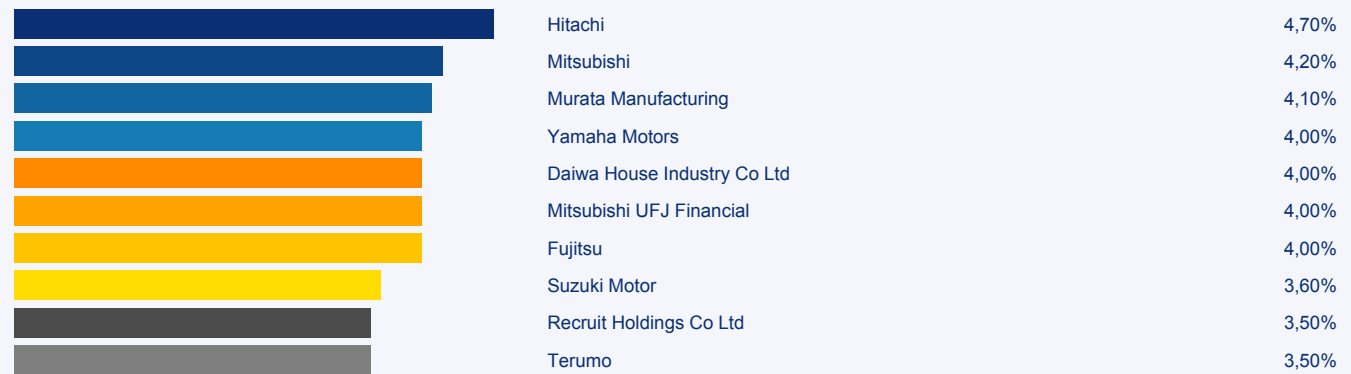 Hitachi 4,70%
Mitsubishi 4,20%
Murata Manufacturing 4,10%
Yamaha Motors 4,00%
Daiwa House Industry Co Ltd 4,00%
Mitsubishi UFJ Financial 4,00%
Fujitsu 4,00%
Suzuki Motor 3,60%
Recruit Holdings Co Ltd 3,50%
Terumo 3,50%